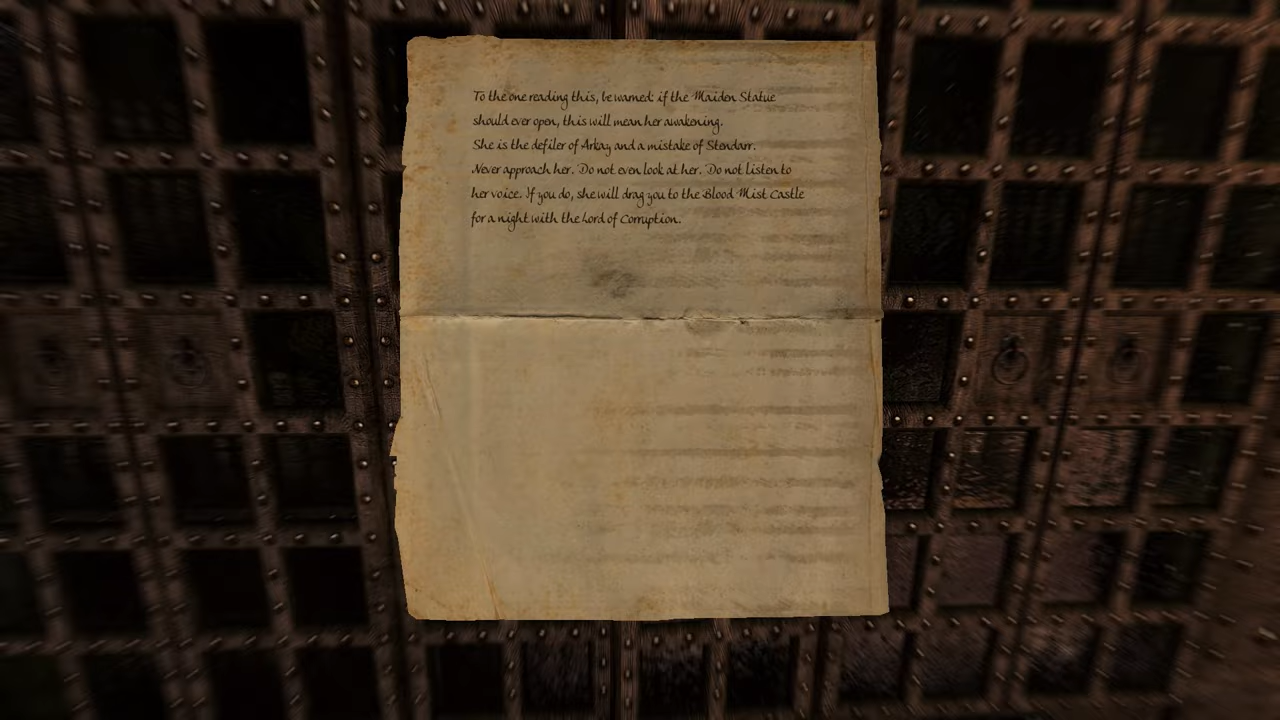 To the one reading this, be warned: if the Maiden Statue
should ever open, this will mean her awakening.
She is the defiler of Arkay and a mistake of Stendarr.
Never approach her. Do not even look at her. Do not listen to
her voice. If you do, she will drag you to the Blood Mist Castle
for a night with the Lord of Corruption.